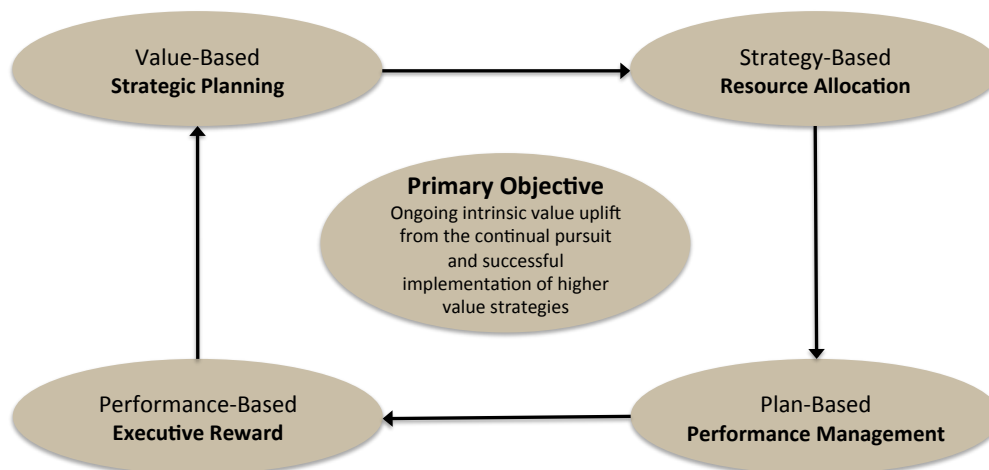 Value-Based
Strategic Planning
Strategy-Based
Resource Allocation
Primary Objective
Ongoing intrinsic value uplift
from the continual pursuit
and successful
implementation of higher
value strategies
Performance-Based
Executive Reward
Plan-Based
Performance Management